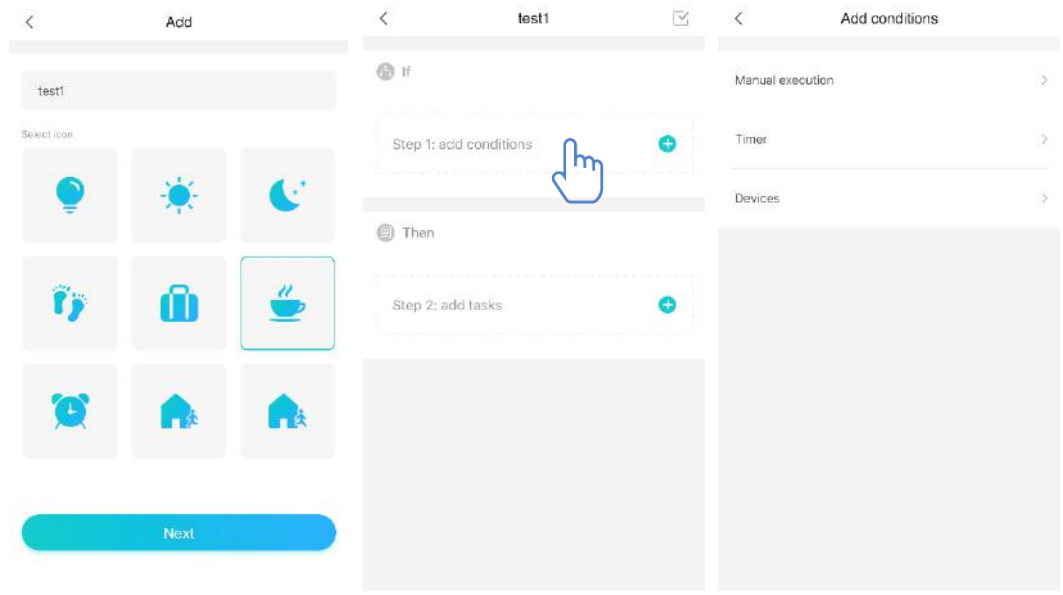 Add
test1
Select icon
Next
test1
If
Step 1: add conditions
Then
Step 2: add tasks
Add conditions
Manual execution
Timer
Devices